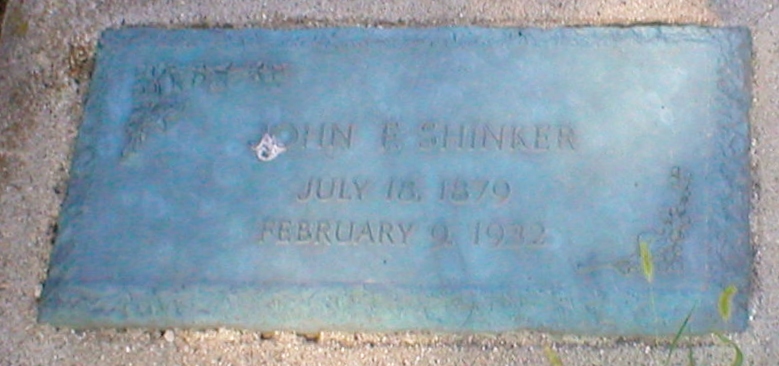 JOHN F. SHINKER
JULY 18, 1879
FEBRUARY 9, 1932